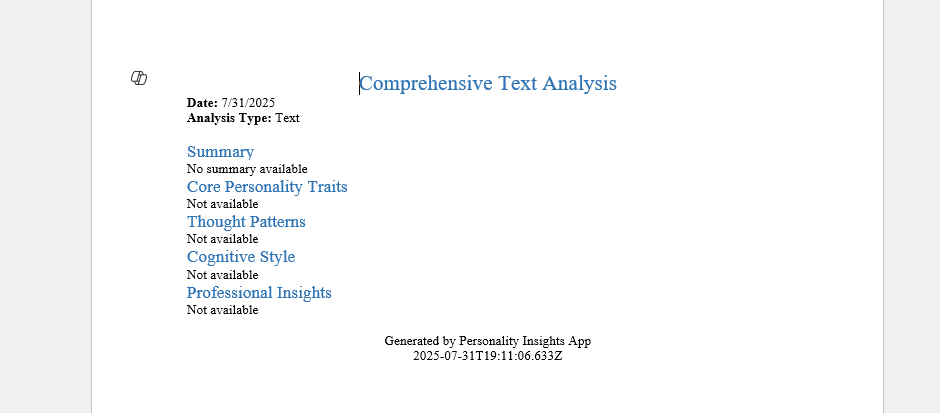 Comprehensive Text Analysis
Date: 7/31/2025
Analysis Type: Text
Summary
No summary available
Core Personality Traits
Not available
Thought Patterns
Not available
Cognitive Style
Not available
Professional Insights
Not available
Generated by Personality Insights App
2025-07-31T19:11:06.633Z